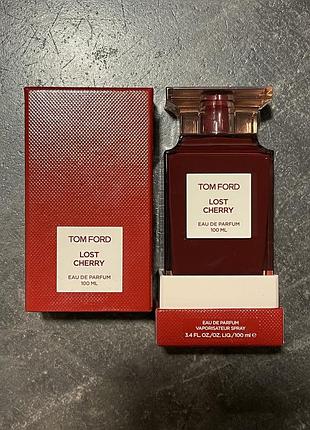 TOM FORD
LOST
CHERRY
EAU DE PARFUM
100 ML
TOM FORD
LOST
CHERRY
EAU DE PARFUM
100 ML
EAU DE PARFUM
VAPORISATEUR SPRAY
3.4 FL. OZ./OZ. LIQ./100 ml ℮